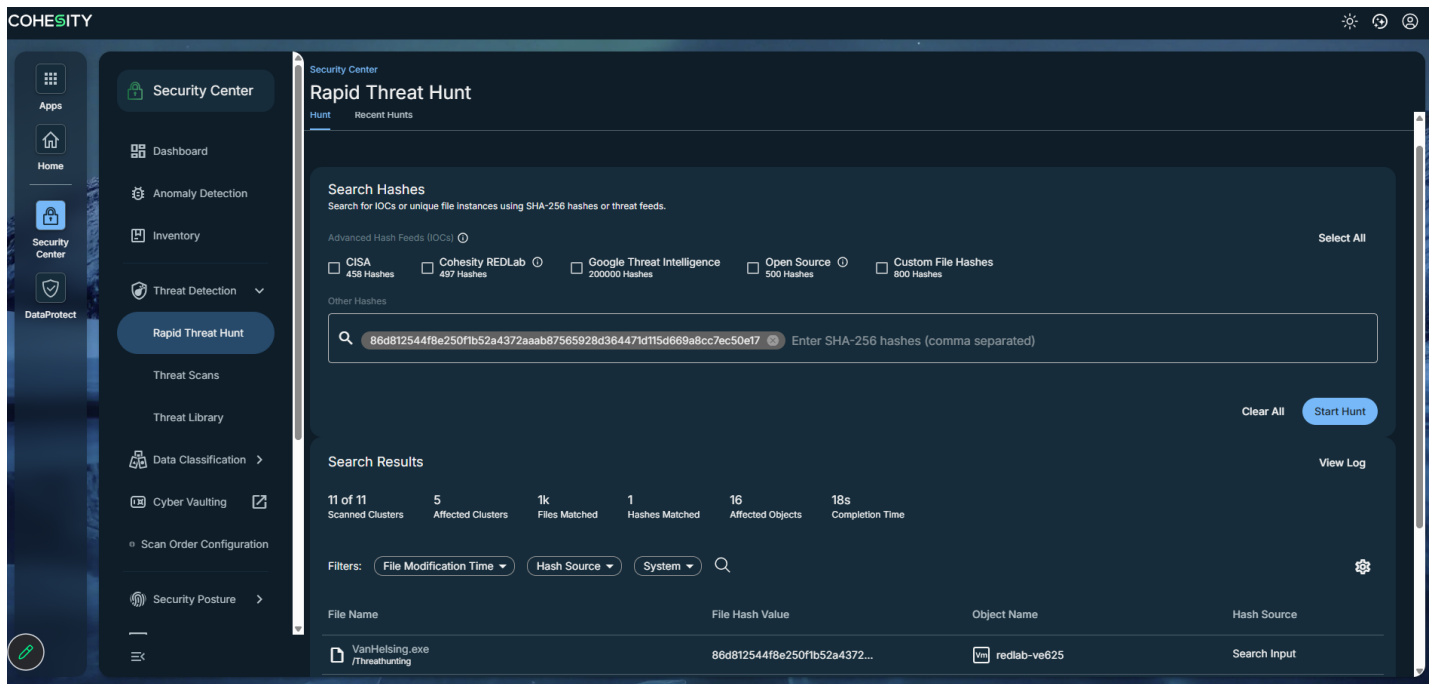 COHESITY
Apps
Home
Security
Center
DataProtect
Security Center
Dashboard
Anomaly Detection
Inventory
Threat Detection
Rapid Threat Hunt
Threat Scans
Threat Library
Data Classification
Cyber Vaulting
Scan Order Configuration
Security Posture
Security Center
Rapid Threat Hunt
Hunt Recent Hunts
Search Hashes
Search for IOCs or unique file instances using SHA-256 hashes or threat feeds.
Advanced Hash Feeds (IOCs)
Select All
CISA
458 Hashes
Cohesity REDLab
497 Hashes
Google Threat Intelligence
200000 Hashes
Open Source
500 Hashes
Custom File Hashes
800 Hashes
Other Hashes
86d812544f8e250f1b52a4372aaab87565928d364471d115d669a8cc7ec50e17 Enter SHA-256 hashes (comma separated)
Clear All Start Hunt
Search Results
View Log
11 of 11
Scanned Clusters
5
Affected Clusters
1k
Files Matched
1
Hashes Matched
16
Affected Objects
18s
Completion Time
Filters: File Modification Time Hash Source System
File Name File Hash Value Object Name Hash Source
VanHelsing.exe
/Threathunting
86d812544f8e250f1b52a4372... Vm redlab-ve625 Search Input